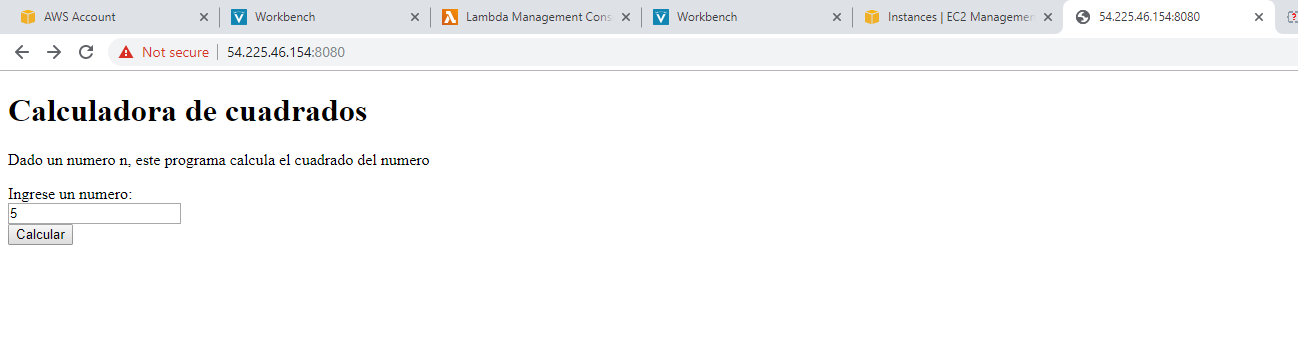 AWS Account
Workbench
Lambda Management Cons
Workbench
Instances | EC2 Managemen
54.225.46.154:8080
Not secure
54.225.46.154:8080
Calculadora de cuadrados
Dado un numero n, este programa calcula el cuadrado del numero
Ingrese un numero:
5
Calcular